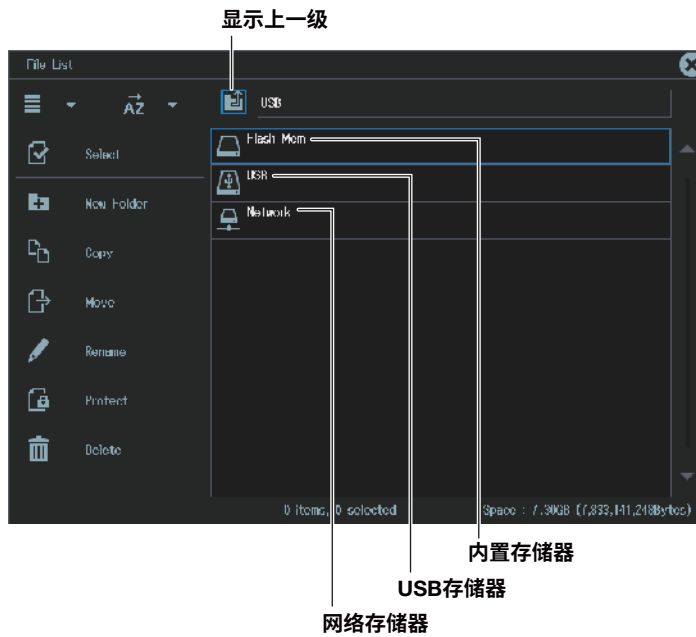 显示上一级
File List
AZ
USB
Select
Flash Mem
USB
New Folder
Network
Copy
Move
Rename
Protect
Delete
0 items, 0 selected
Space : 7.30GB (7,833,141,248Bytes)
内置存储器
USB存储器
网络存储器